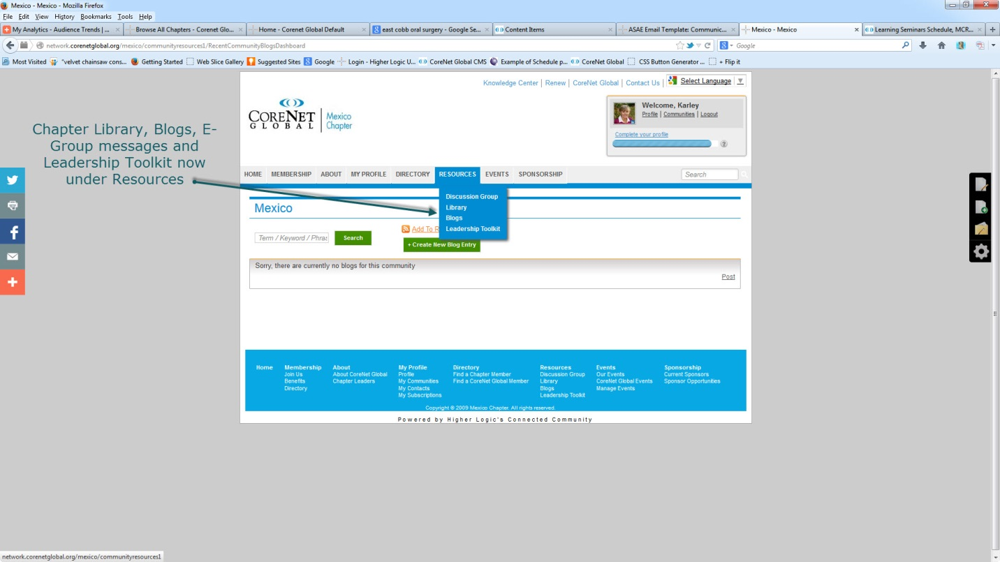 Mexico - Mexico - Mozilla Firefox
File Edit View History Bookmarks Tools Help
My Analytics - Audience Trends | ... Browse All Chapters - Corenet Glo... Home - Corenet Global Default east cobb oral surgery - Google Se... Content Items ASAE Email Template: Communic... Mexico - Mexico Learning Seminars Schedule, MCR...
network.corenetglobal.org/mexico/communityresources1/RecentCommunityBlogsDashboard Google
Most Visited "velvet chainsaw cons... Getting Started Web Slice Gallery Suggested Sites Google Login - Higher Logic U... CoreNet Global CMS Example of Schedule p... CoreNet Global CSS Button Generator ... + Flip it
Knowledge Center | Renew | CoreNet Global | Contact Us | Select Language
CORENET GLOBAL
Mexico Chapter
Welcome, Karley
Profile | Communities | Logout
Complete your profile
?
Chapter Library, Blogs, E-
Group messages and
Leadership Toolkit now
under Resources
HOME MEMBERSHIP ABOUT MY PROFILE DIRECTORY RESOURCES EVENTS SPONSORSHIP Search
Discussion Group
Library
Blogs
Leadership Toolkit
Mexico
Term / Keyword / Phra Search
Add To R
+ Create New Blog Entry
Sorry, there are currently no blogs for this community
Post
Home Membership About My Profile Directory Resources Events Sponsorship
Join Us About CoreNet Global Profile Find a Chapter Member Discussion Group Our Events Current Sponsors
Benefits Chapter Leaders My Communities Find a CoreNet Global Member Library CoreNet Global Events Sponsor Opportunities
Directory My Contacts Blogs Manage Events
My Subscriptions Leadership Toolkit
Copyright © 2009 Mexico Chapter. All rights reserved.
Powered by Higher Logic's Connected Community
network.corenetglobal.org/mexico/communityresources1